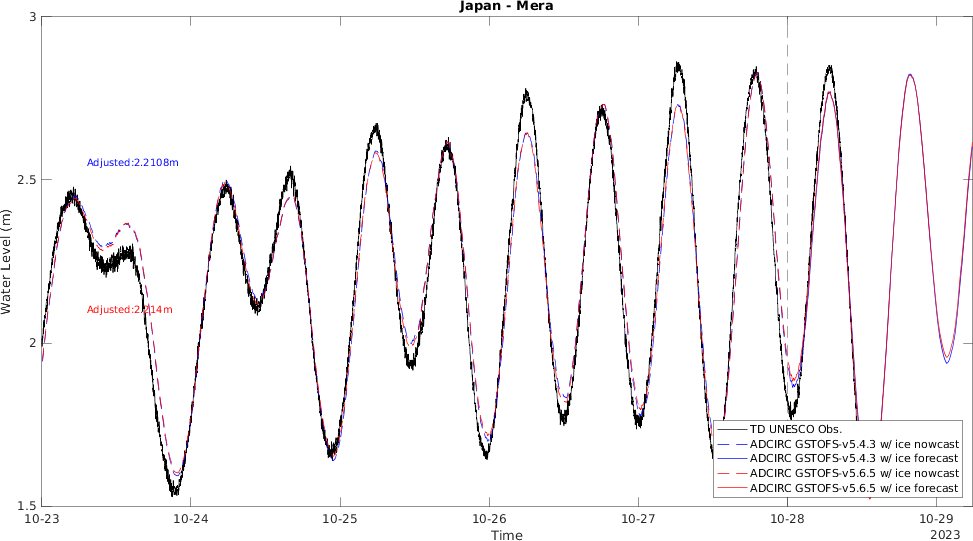 Japan - Mera
3
2.5
2
1.5
Water Level (m)
Adjusted:2.2108m
Adjusted:2.214m
TD UNESCO Obs.
ADCIRC GSTOFS-v5.4.3 w/ ice nowcast
ADCIRC GSTOFS-v5.4.3 w/ ice forecast
ADCIRC GSTOFS-v5.6.5 w/ ice nowcast
ADCIRC GSTOFS-v5.6.5 w/ ice forecast
10-23 10-24 10-25 10-26 10-27 10-28 10-29
Time
2023